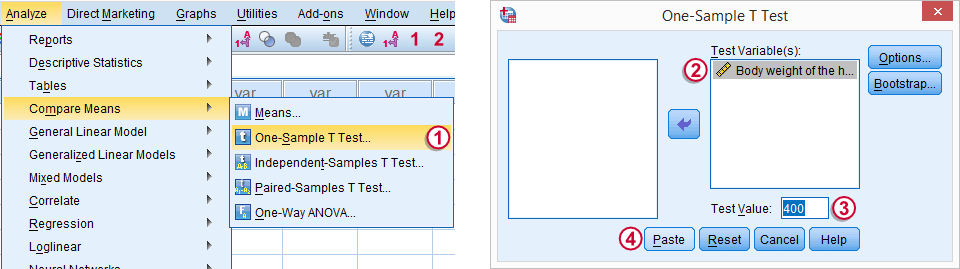 Analyze Direct Marketing Graphs Utilities Add-ons Window Help
1 2
Reports
Descriptive Statistics
Tables
var var var var
Compare Means
General Linear Model
Generalized Linear Models
Mixed Models
Correlate
Regression
Loglinear
Neural Networks
M Means...
t One-Sample T Test... 1
Independent-Samples T Test...
Paired-Samples T Test...
One-Way ANOVA...
One-Sample T Test
Test Variable(s):
2 Body weight of the h...
Options...
Bootstrap...
Test Value: 400 3
4 Paste Reset Cancel Help